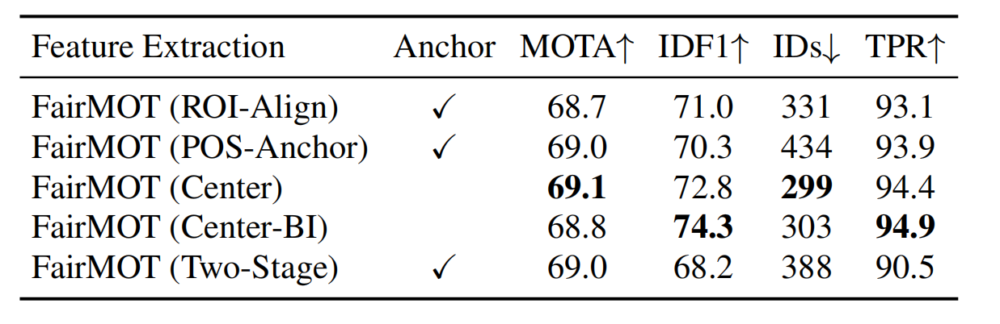 Feature Extraction Anchor MOTA↑ IDF1↑ IDs↓ TPR↑
FairMOT (ROI-Align) ✓ 68.7 71.0 331 93.1
FairMOT (POS-Anchor) ✓ 69.0 70.3 434 93.9
FairMOT (Center) 69.1 72.8 299 94.4
FairMOT (Center-BI) 68.8 74.3 303 94.9
FairMOT (Two-Stage) ✓ 69.0 68.2 388 90.5